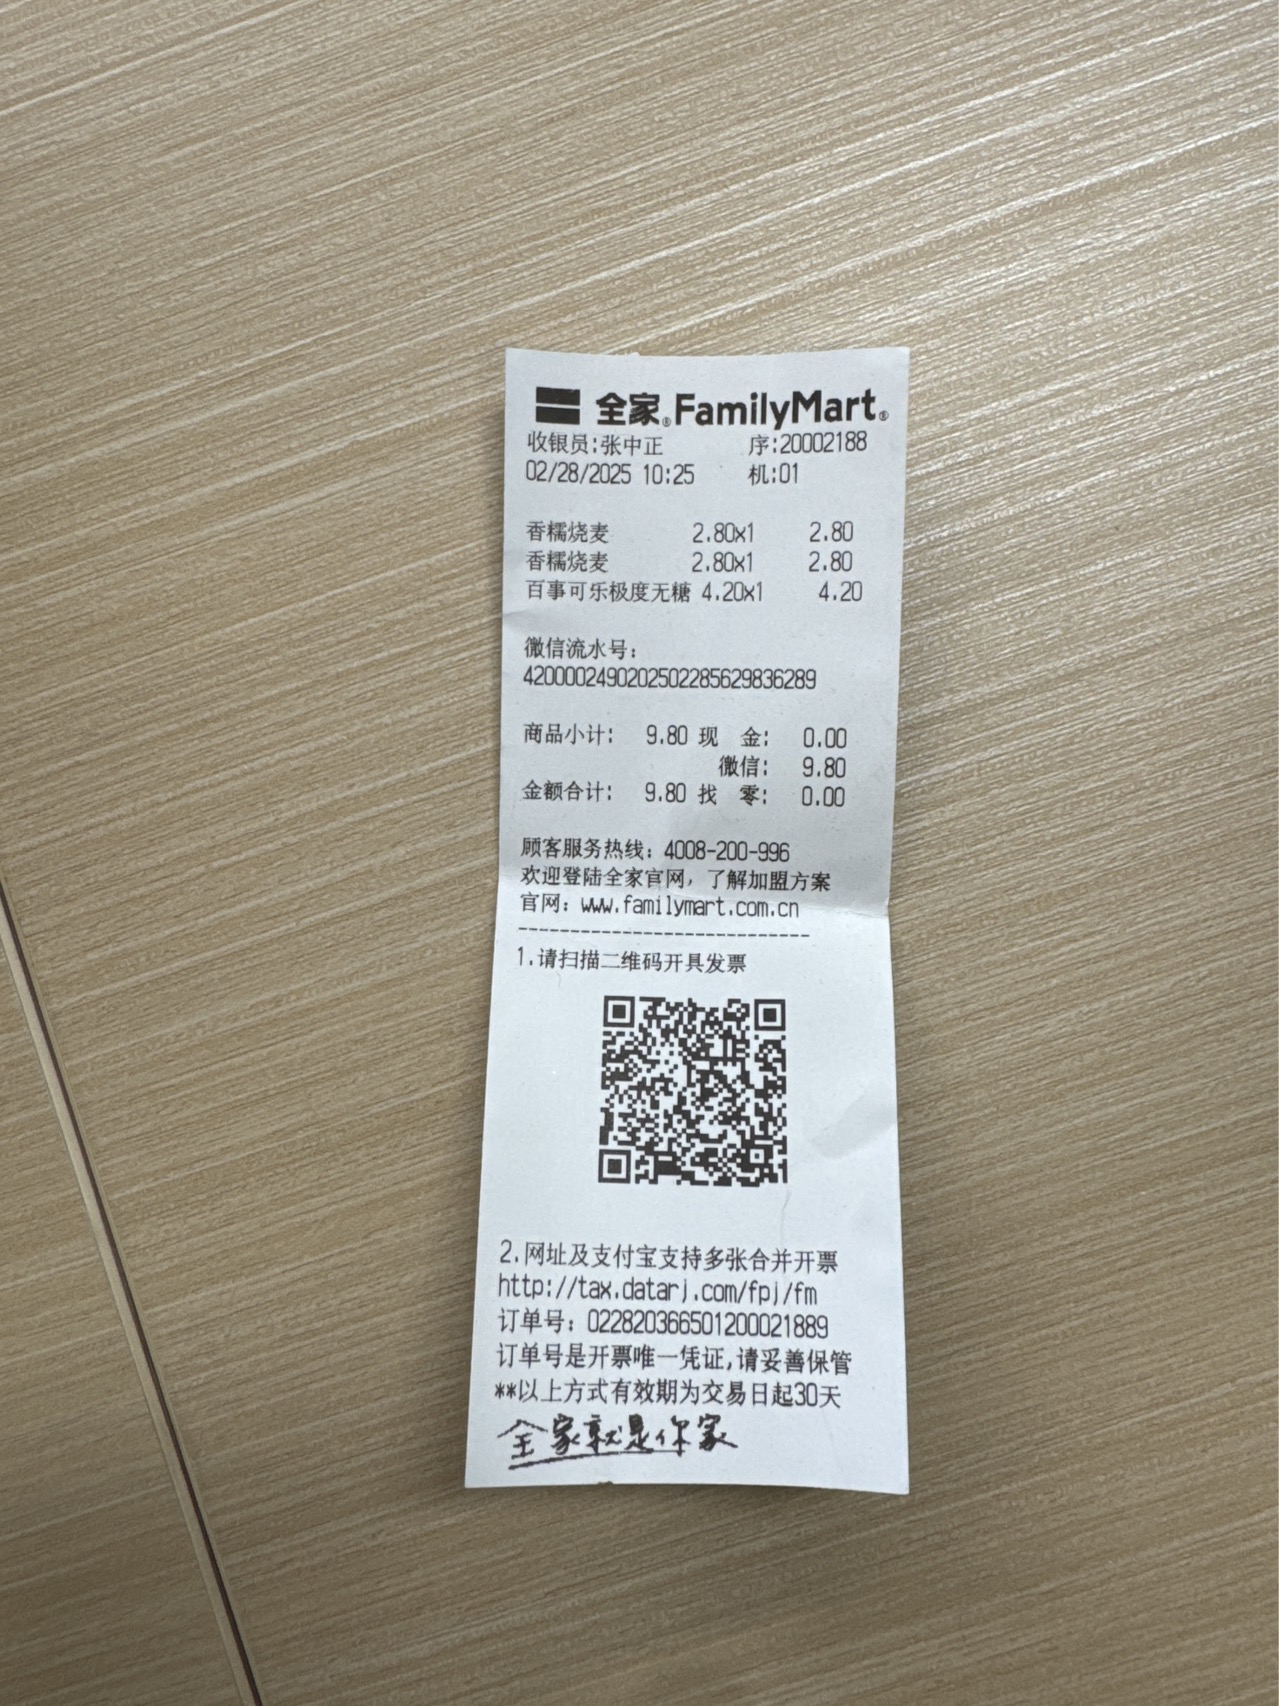 全家®FamilyMart®
收银员:张中正 序:20002188
02/28/2025 10:25 机:01
香糯烧麦 2.80x1 2.80
香糯烧麦 2.80x1 2.80
百事可乐极度无糖 4.20x1 4.20
微信流水号:
4200002490202502285629836289
商品小计: 9.80 现 金: 0.00
微信: 9.80
金额合计: 9.80 找 零: 0.00
顾客服务热线: 4008-200-996
欢迎登陆全家官网, 了解加盟方案
官网: www.familymart.com.cn
----------------------------
1.请扫描二维码开具发票
2.网址及支付宝支持多张合并开票
http://tax.datarj.com/fpj/fm
订单号: 022820366501200021889
订单号是开票唯一凭证,请妥善保管
**以上方式有效期为交易日起30天
全家就是你家